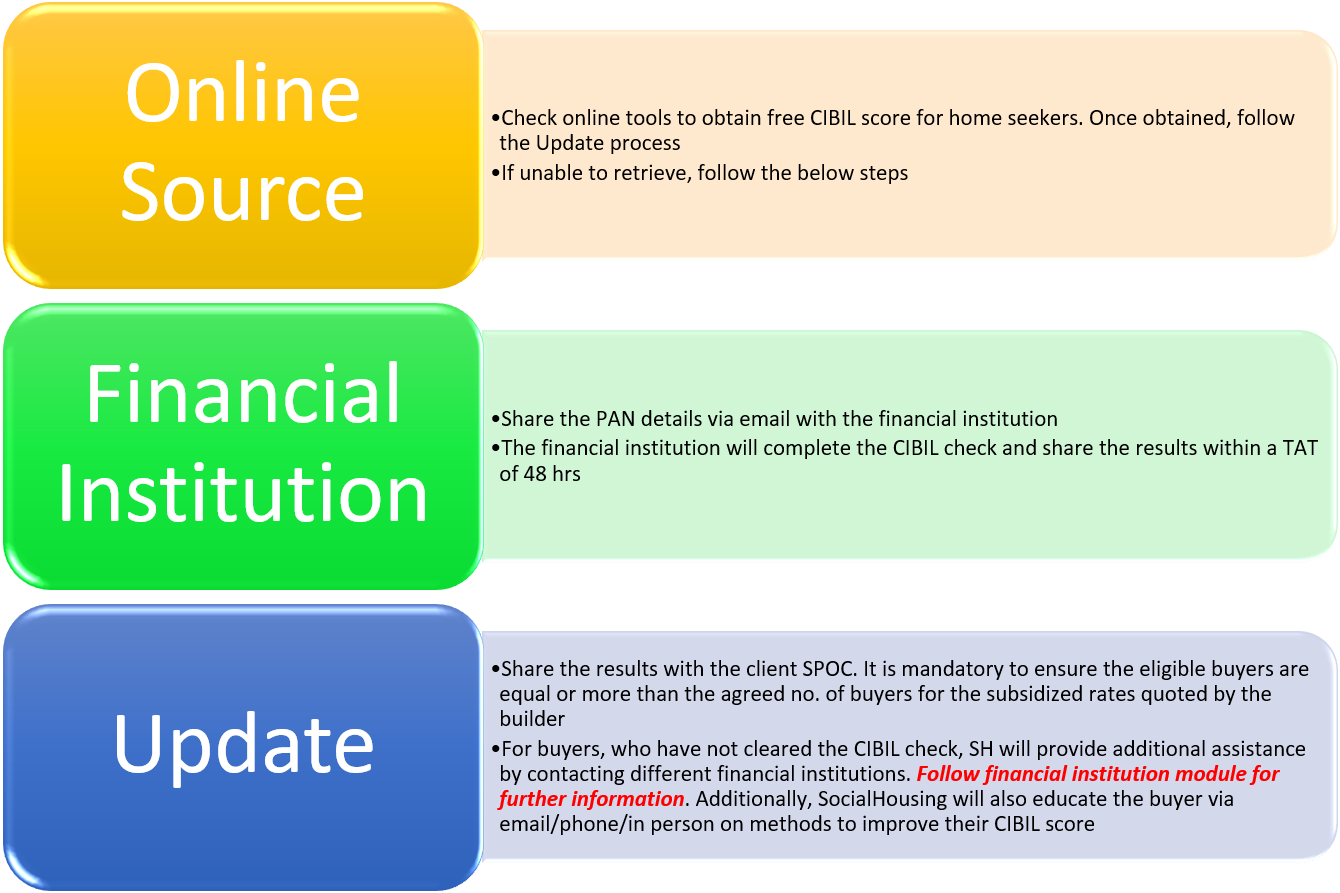 Online
Source
•Check online tools to obtain free CIBIL score for home seekers. Once obtained, follow
the Update process
•If unable to retrieve, follow the below steps
Financial
Institution
•Share the PAN details via email with the financial institution
•The financial institution will complete the CIBIL check and share the results within a TAT
of 48 hrs
Update
•Share the results with the client SPOC. It is mandatory to ensure the eligible buyers are
equal or more than the agreed no. of buyers for the subsidized rates quoted by the
builder
•For buyers, who have not cleared the CIBIL check, SH will provide additional assistance
by contacting different financial institutions. Follow financial institution module for
further information. Additionally, SocialHousing will also educate the buyer via
email/phone/in person on methods to improve their CIBIL score